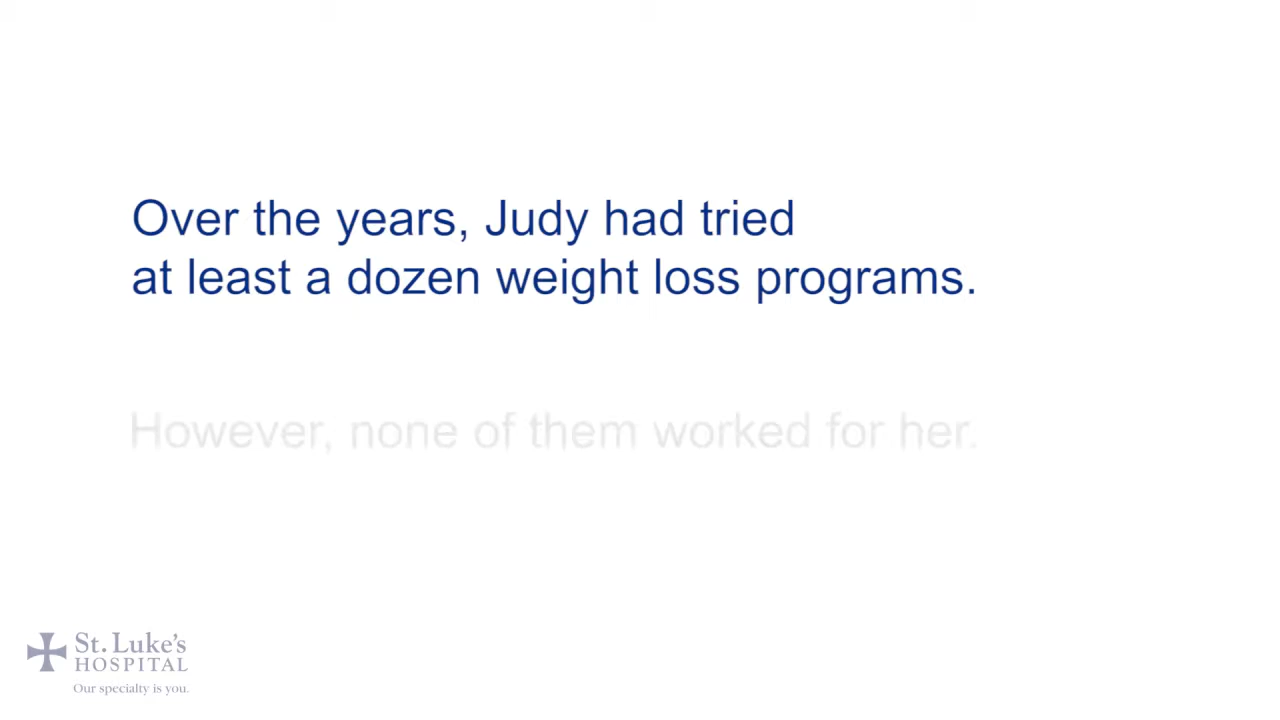 Over the years, Judy had tried
at least a dozen weight loss programs.
However, none of them worked for her.
St. Luke's
HOSPITAL
Our specialty is you.